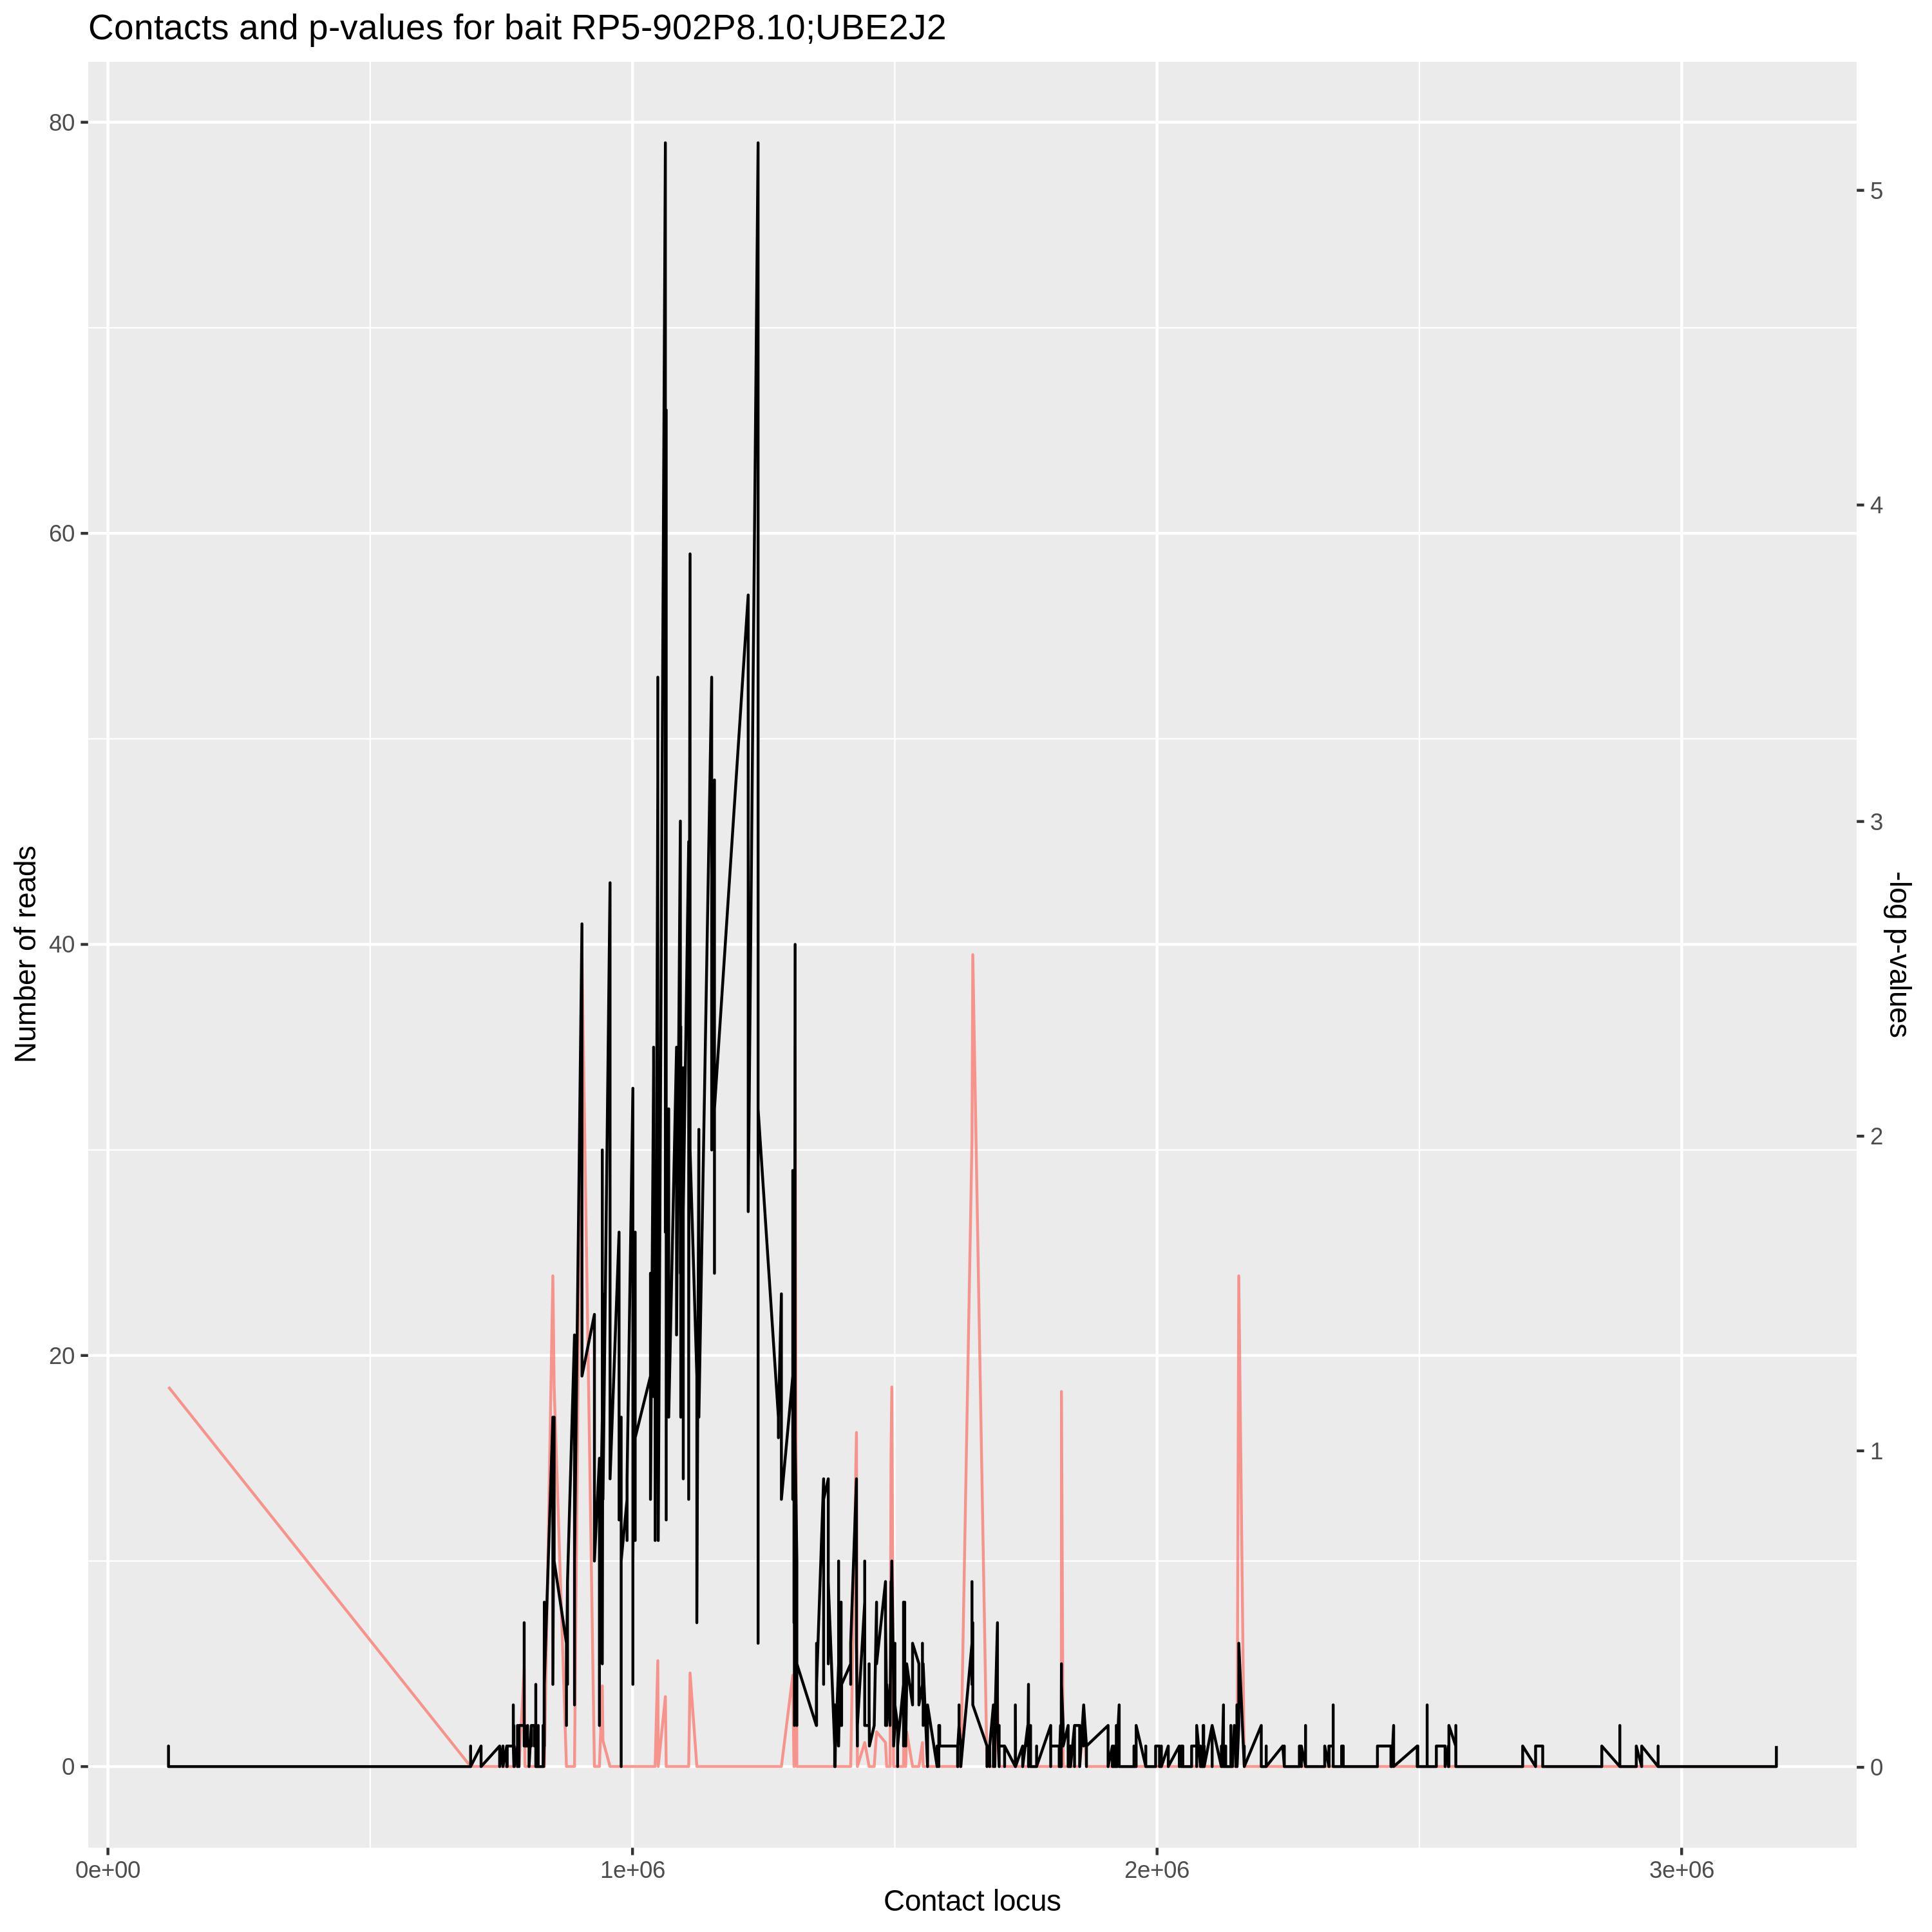 Contacts and p-values for bait RP5-902P8.10;UBE2J2
80
60
40
20
0
Number of reads
5
4
3
2
1
0
-log p-values
0e+00
1e+06
2e+06
3e+06
Contact locus